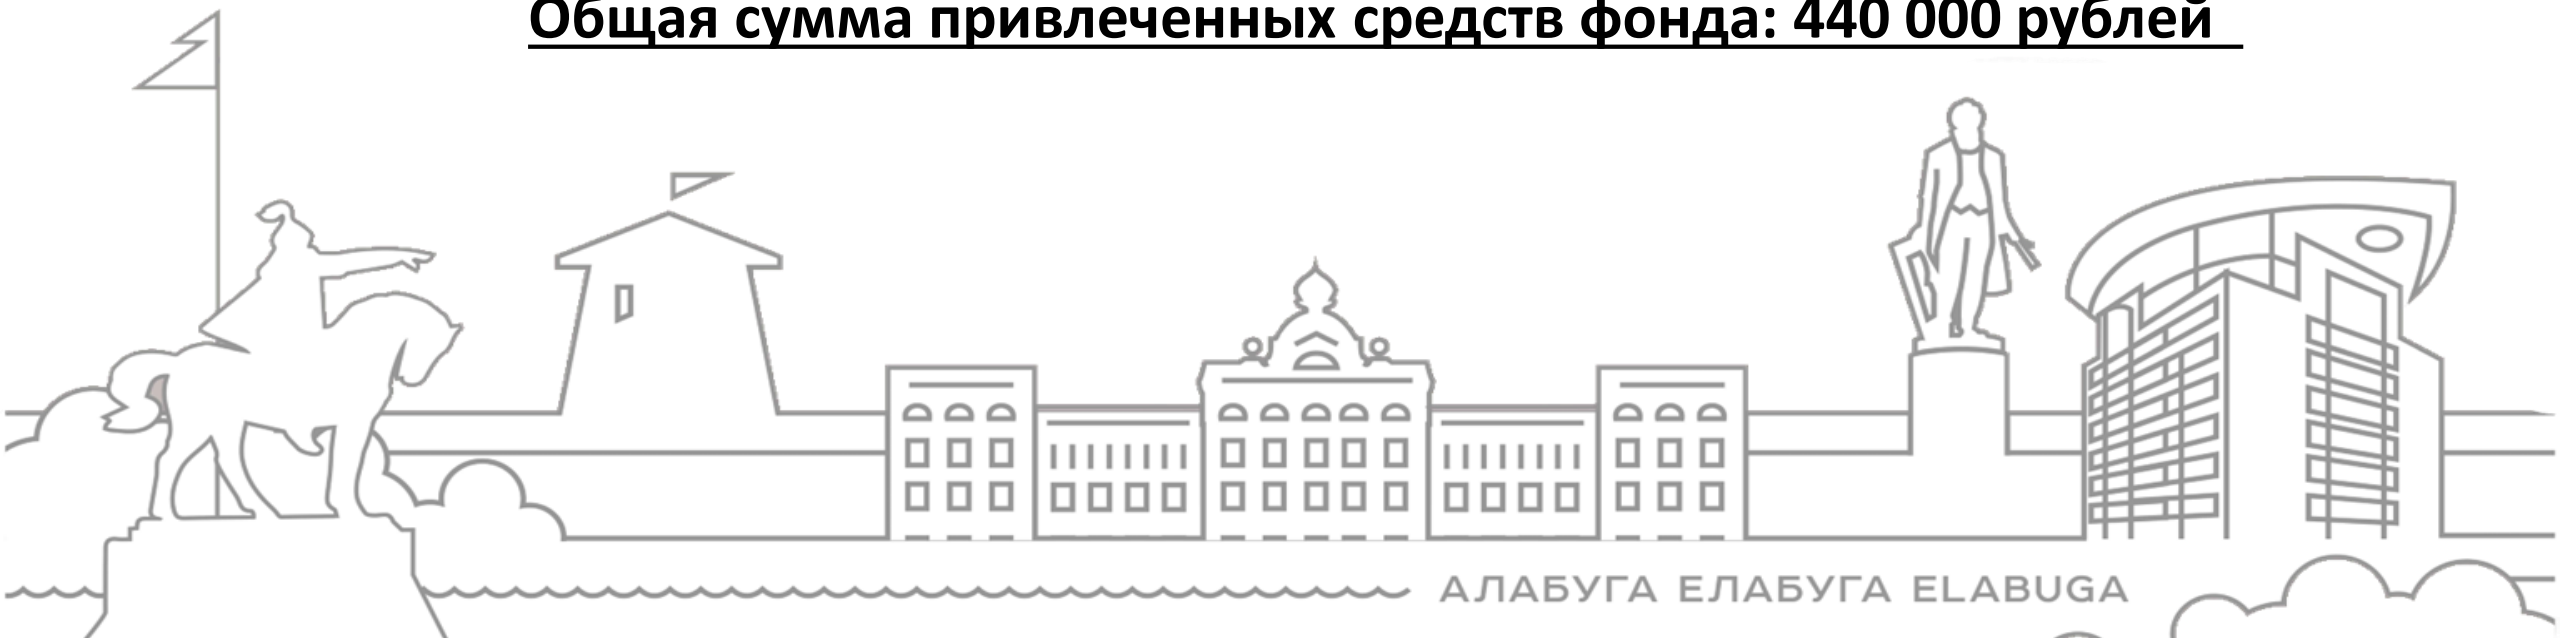 Общая сумма привлеченных средств фонда: 440 000 рублей
АЛАБУГА ЕЛАБУГА ELABUGA